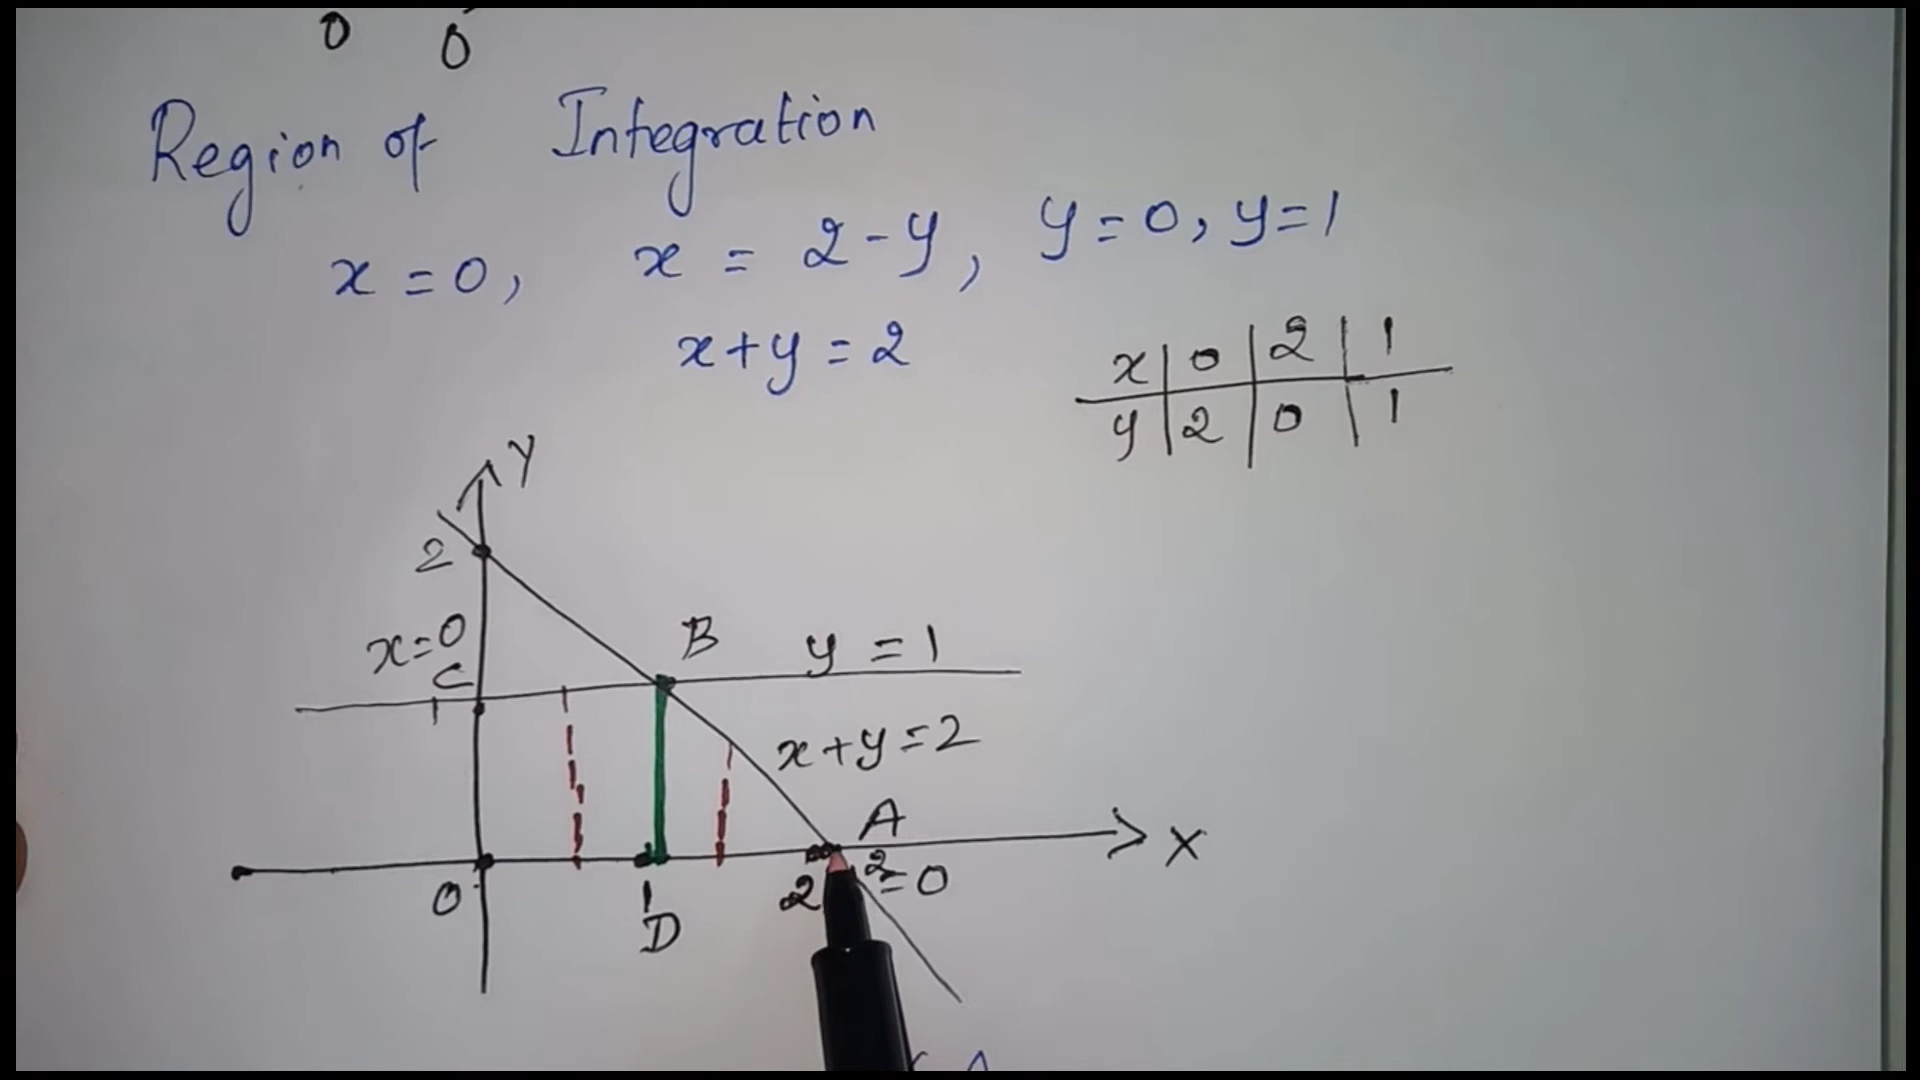 0 0
Region of Integration
x = 0, x = 2 - y, y = 0, y = 1
x + y = 2
x | 0 | 2 | 1
y | 2 | 0 | 1
Y
2
x = 0
B
y = 1
C
x + y = 2
A
X
0
1
2
= 0
D